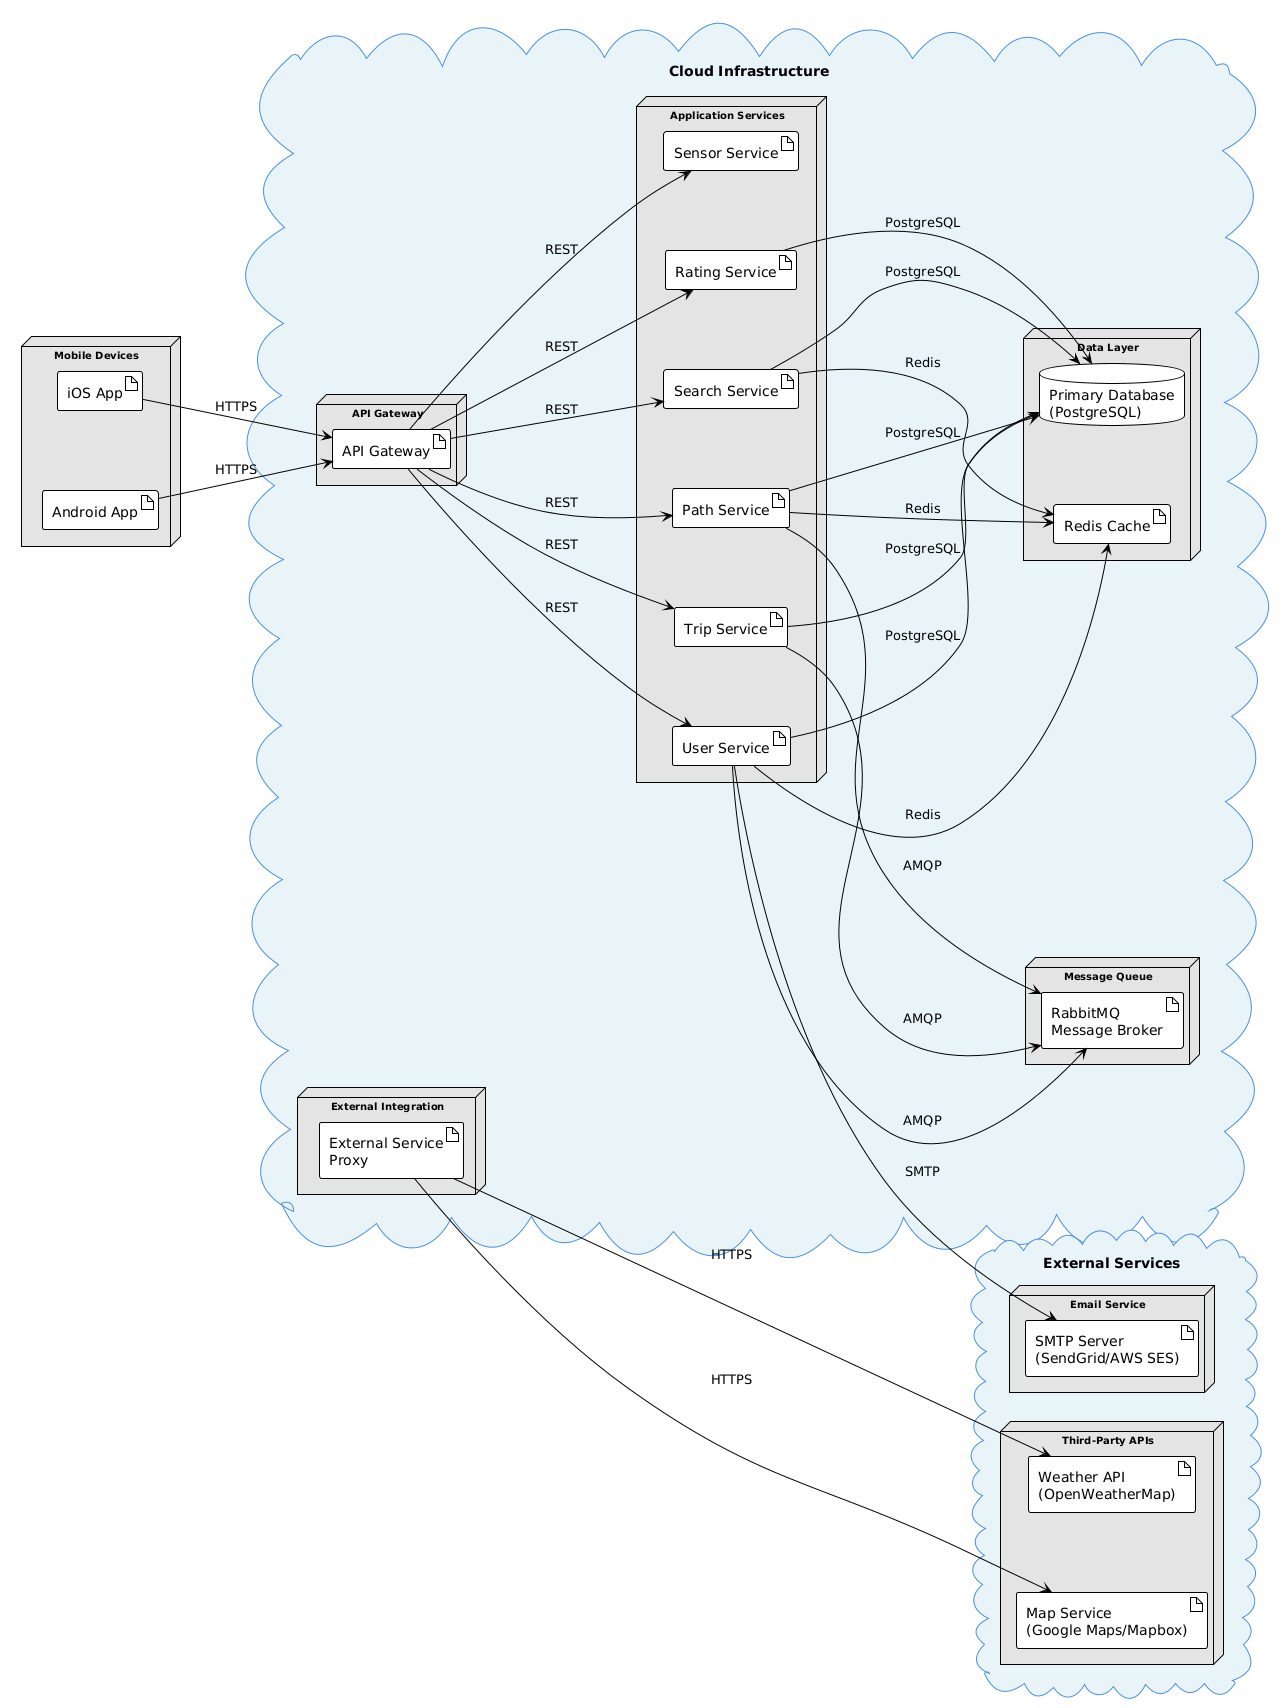 Cloud Infrastructure
Application Services
Sensor Service
REST
Rating Service
PostgreSQL
PostgreSQL
Mobile Devices
iOS App
HTTPS
Android App
HTTPS
API Gateway
API Gateway
REST
REST
Search Service
Redis
Data Layer
Primary Database
(PostgreSQL)
PostgreSQL
REST
Path Service
Redis
Redis Cache
REST
PostgreSQL
REST
Trip Service
PostgreSQL
User Service
Redis
AMQP
Message Queue
RabbitMQ
Message Broker
AMQP
External Integration
External Service
Proxy
AMQP
SMTP
HTTPS
External Services
Email Service
SMTP Server
(SendGrid/AWS SES)
HTTPS
Third-Party APIs
Weather API
(OpenWeatherMap)
Map Service
(Google Maps/Mapbox)